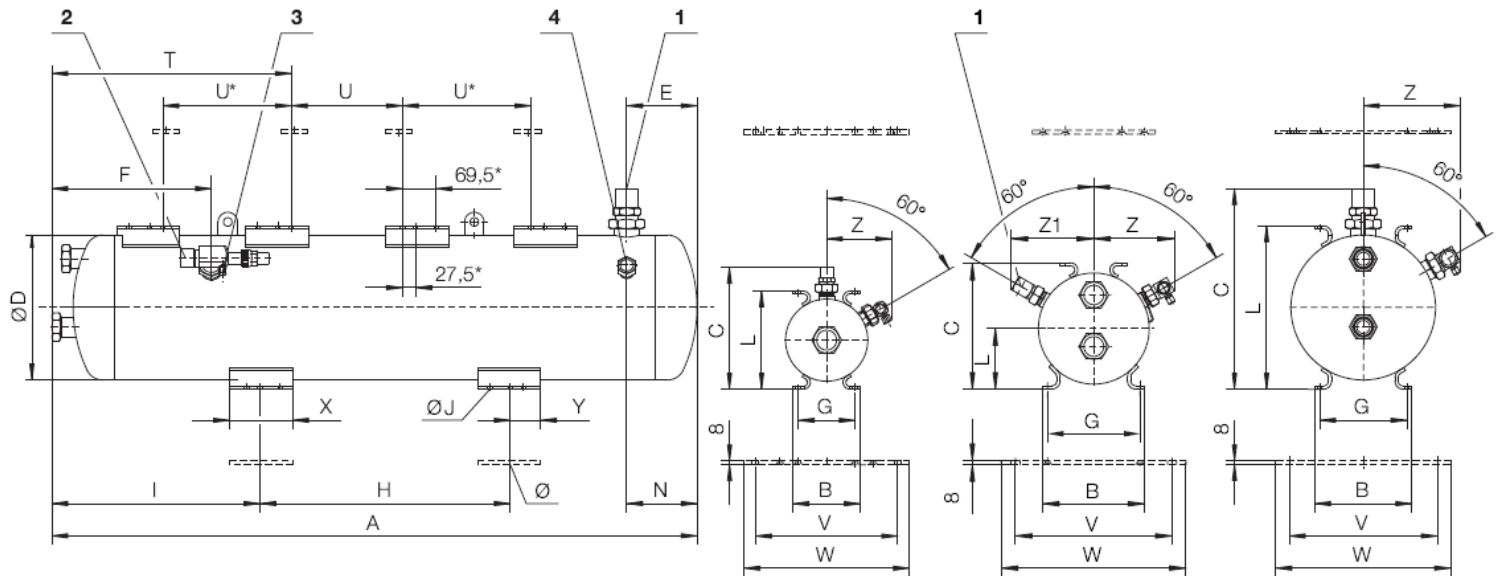 2 3 4 1 1
T
U* U U* E Z
F 69,5* 60° 60° 60° 60°
Z1 Z Z
ØD 27,5* C L C L C L
X ØJ Y G G G
8 8 8
I H Ø N B B B
A V V V
W W W